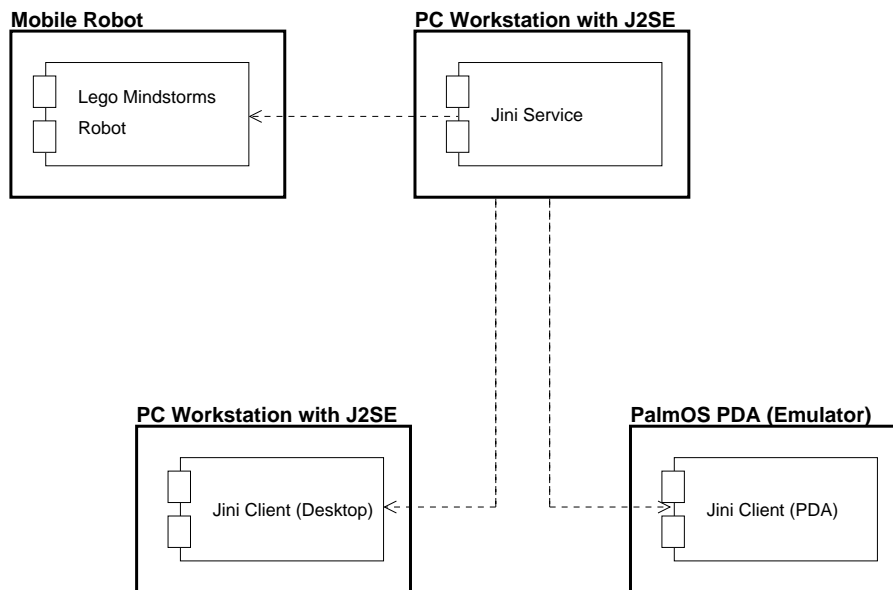 Mobile Robot
PC Workstation with J2SE
Lego Mindstorms
Robot
Jini Service
PC Workstation with J2SE
PalmOS PDA (Emulator)
Jini Client (Desktop)
Jini Client (PDA)